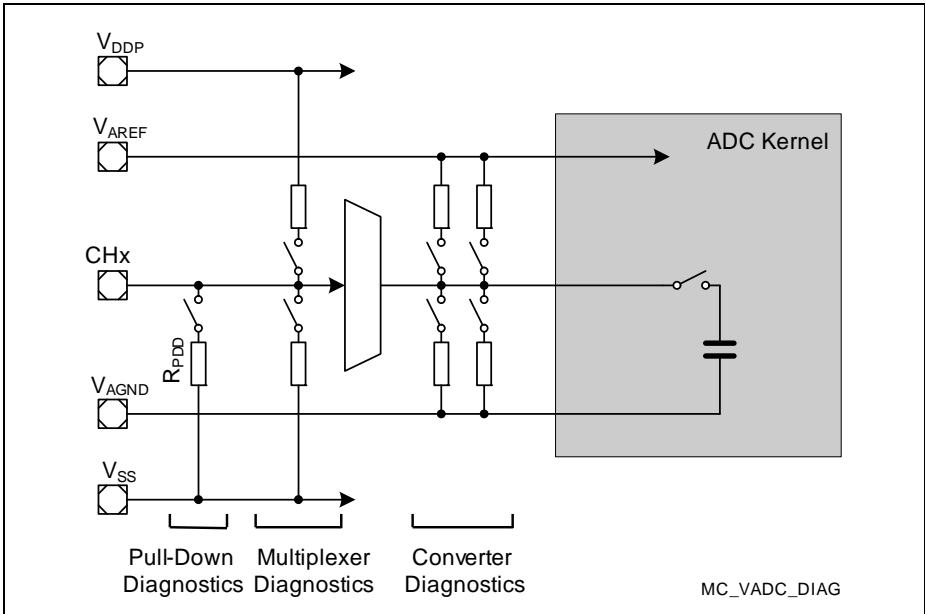 VDDP
VAREF
ADC Kernel
CHx
RPDD
VAGND
VSS
Pull-Down
Diagnostics
Multiplexer
Diagnostics
Converter
Diagnostics
MC_VADC_DIAG